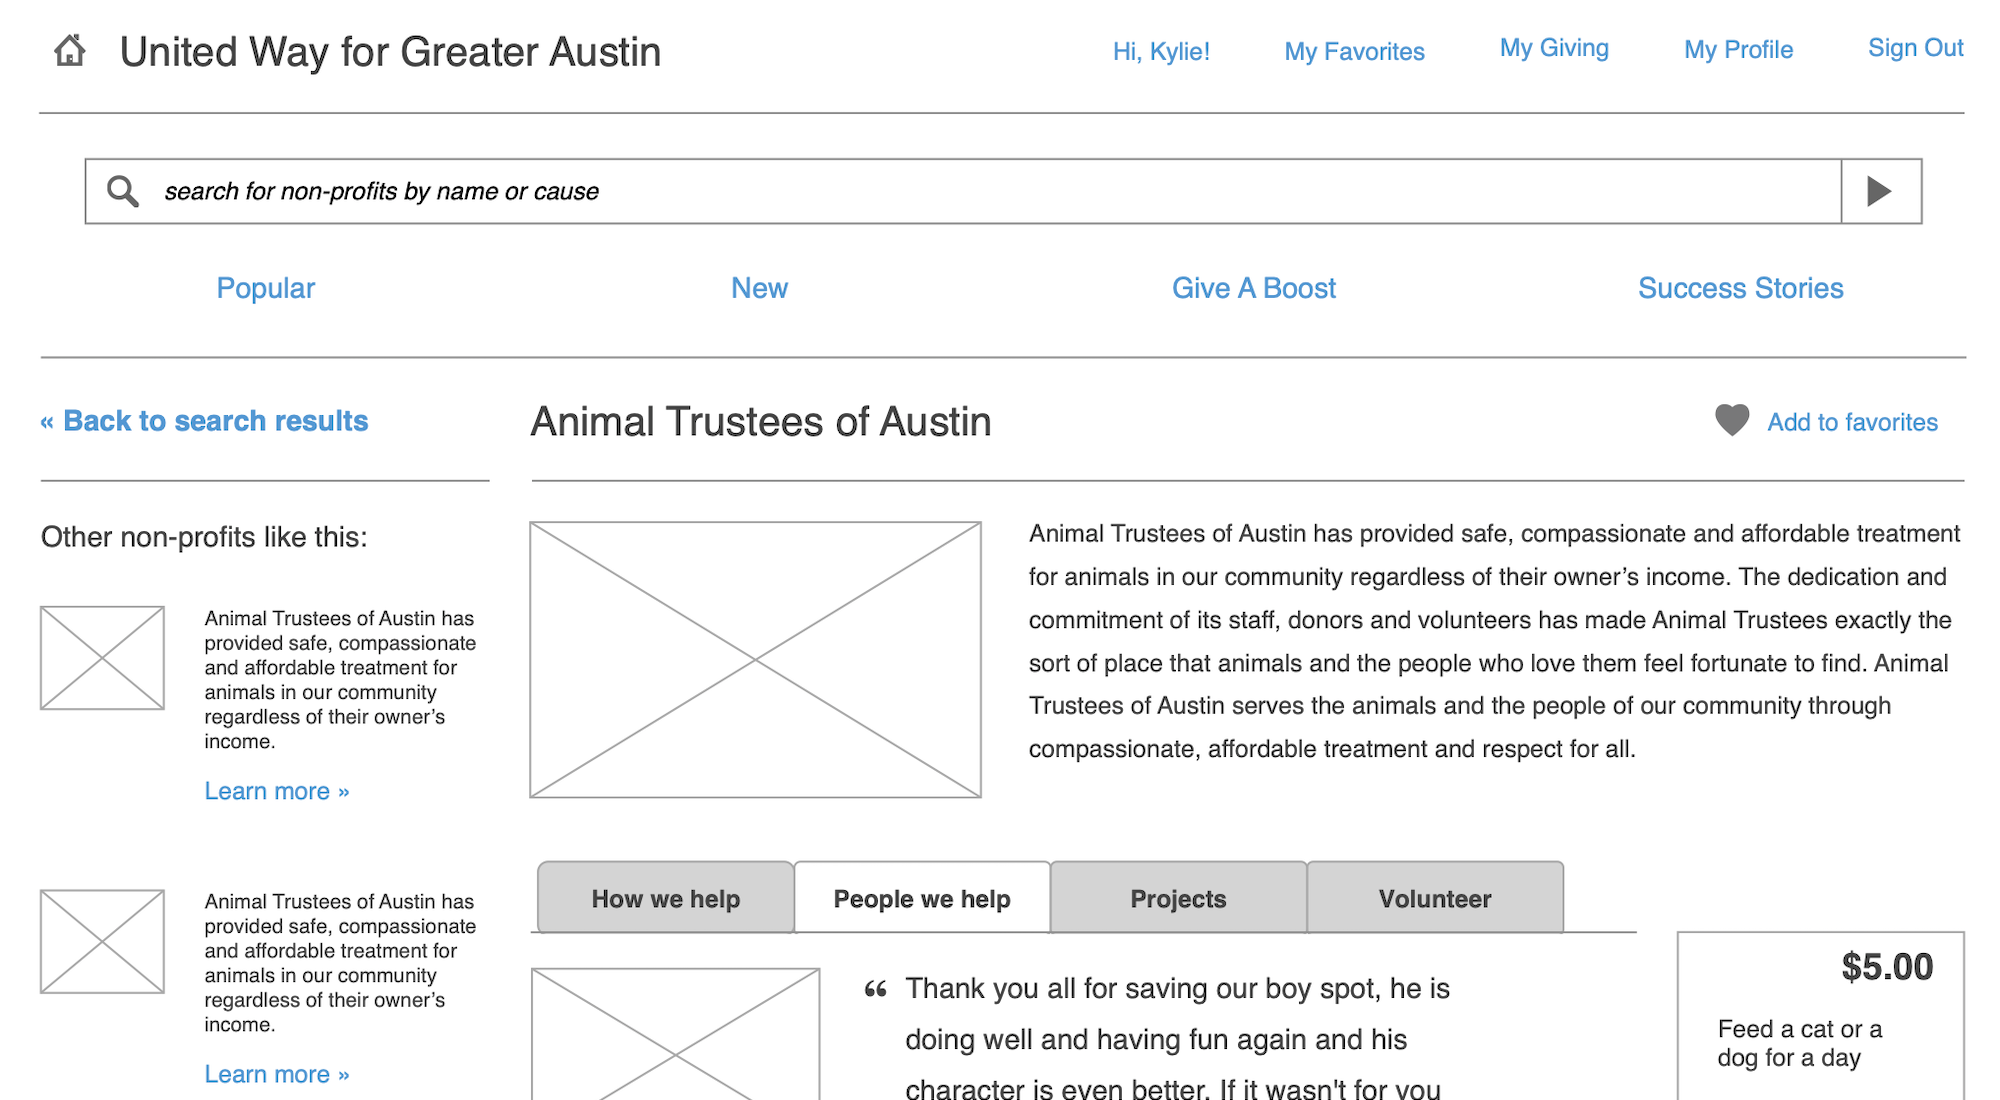 United Way for Greater Austin
Hi, Kylie!
My Favorites
My Giving
My Profile
Sign Out
search for non-profits by name or cause
Popular
New
Give A Boost
Success Stories
« Back to search results
Animal Trustees of Austin
Add to favorites
Other non-profits like this:
Animal Trustees of Austin has
provided safe, compassionate
and affordable treatment for
animals in our community
regardless of their owner’s
income.
Learn more »
Animal Trustees of Austin has
provided safe, compassionate
and affordable treatment for
animals in our community
regardless of their owner’s
income.
Learn more »
Animal Trustees of Austin has provided safe, compassionate and affordable treatment
for animals in our community regardless of their owner’s income. The dedication and
commitment of its staff, donors and volunteers has made Animal Trustees exactly the
sort of place that animals and the people who love them feel fortunate to find. Animal
Trustees of Austin serves the animals and the people of our community through
compassionate, affordable treatment and respect for all.
How we help
People we help
Projects
Volunteer
“ Thank you all for saving our boy spot, he is
doing well and having fun again and his
character is even better. If it wasn't for you
$5.00
Feed a cat or a
dog for a day